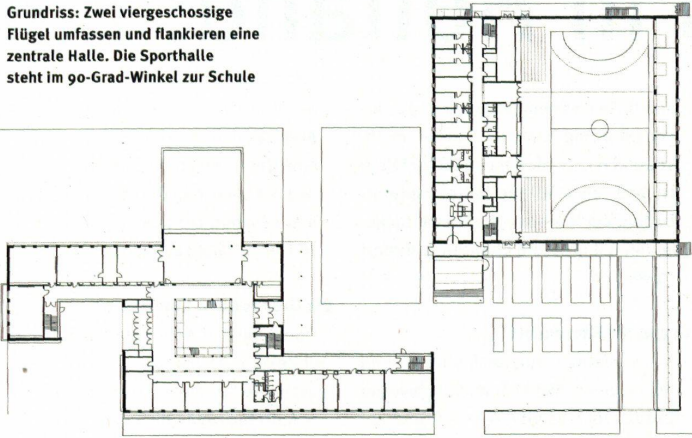 Grundriss: Zwei viergeschossige
Flügel umfassen und flankieren eine
zentrale Halle. Die Sporthalle
steht im 90-Grad-Winkel zur Schule